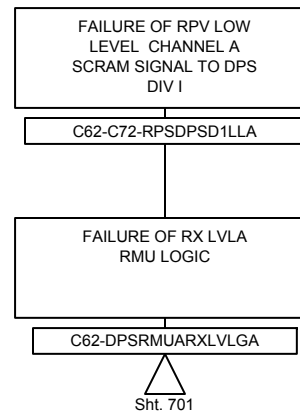 FAILURE OF RPV LOW
LEVEL CHANNEL A
SCRAM SIGNAL TO DPS
DIV I
C62-C72-RPSDPSD1LLA
FAILURE OF RX LVLA
RMU LOGIC
C62-DPSRMUARXLVLGA
Sht. 701